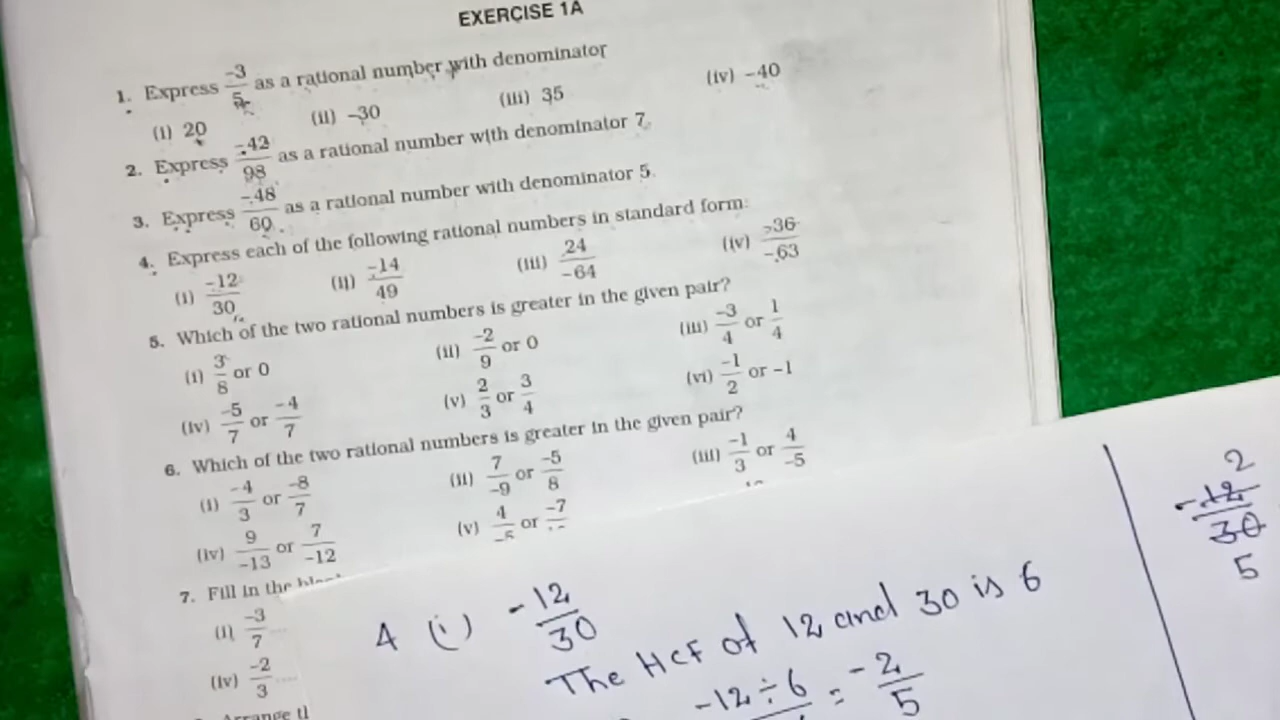 EXERCISE 1A
1. Express -3/5 as a rational number with denominator
(i) 20 (ii) -30 (iii) 35 (iv) -40
2. Express -42/98 as a rational number with denominator 7.
3. Express -48/60 as a rational number with denominator 5.
4. Express each of the following rational numbers in standard form:
(i) -12/30 (ii) -14/49 (iii) 24/-64 (iv) -36/-63
5. Which of the two rational numbers is greater in the given pair?
(i) 3/8 or 0 (ii) -2/9 or 0 (iii) -3/4 or 1/4
(iv) -5/7 or -4/7 (v) 2/3 or 3/4 (vi) -1/2 or -1
6. Which of the two rational numbers is greater in the given pair?
(i) -4/3 or -8/7 (ii) 7/-9 or -5/8 (iii) -1/3 or 4/-5
(iv) 9/-13 or 7/-12 (v) 4/-5 or -7
7. Fill in the
(i) -3/7
(iv) -2/3
4 (i) -12/30
The HCF of 12 and 30 is 6
-12÷6 = -2/5
2
-12/30
5